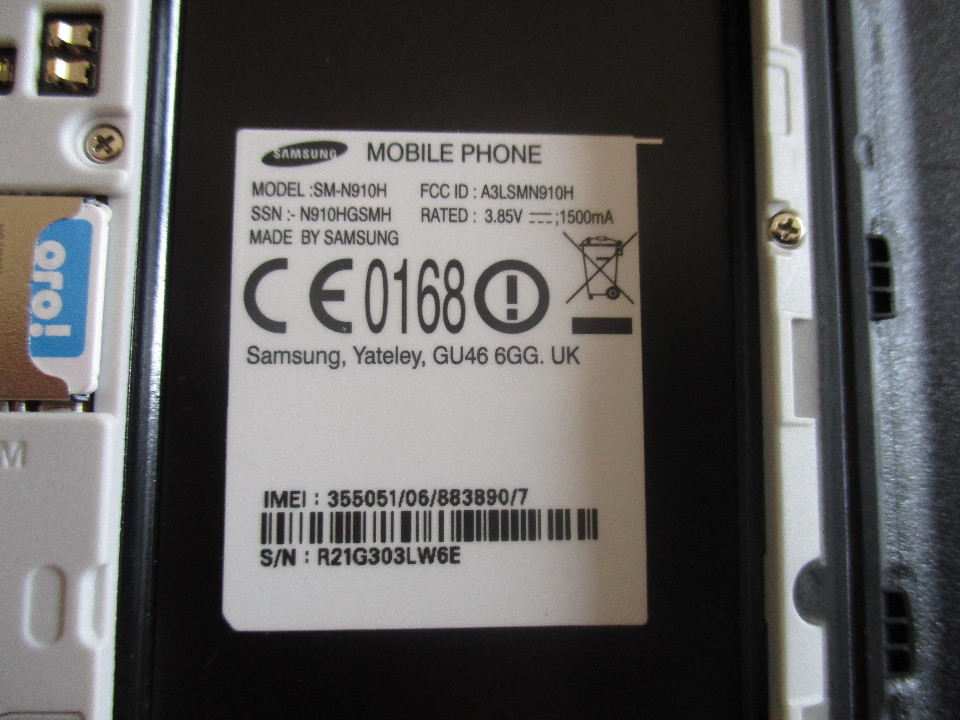 SAMSUNG MOBILE PHONE
MODEL :SM-N910H FCC ID : A3LSMN910H
SSN :- N910HGSMH RATED : 3.85V ⎓;1500mA
MADE BY SAMSUNG
CE0168
Samsung, Yateley, GU46 6GG. UK
IMEI : 355051/06/883890/7
S/N : R21G303LW6E
oro!
M